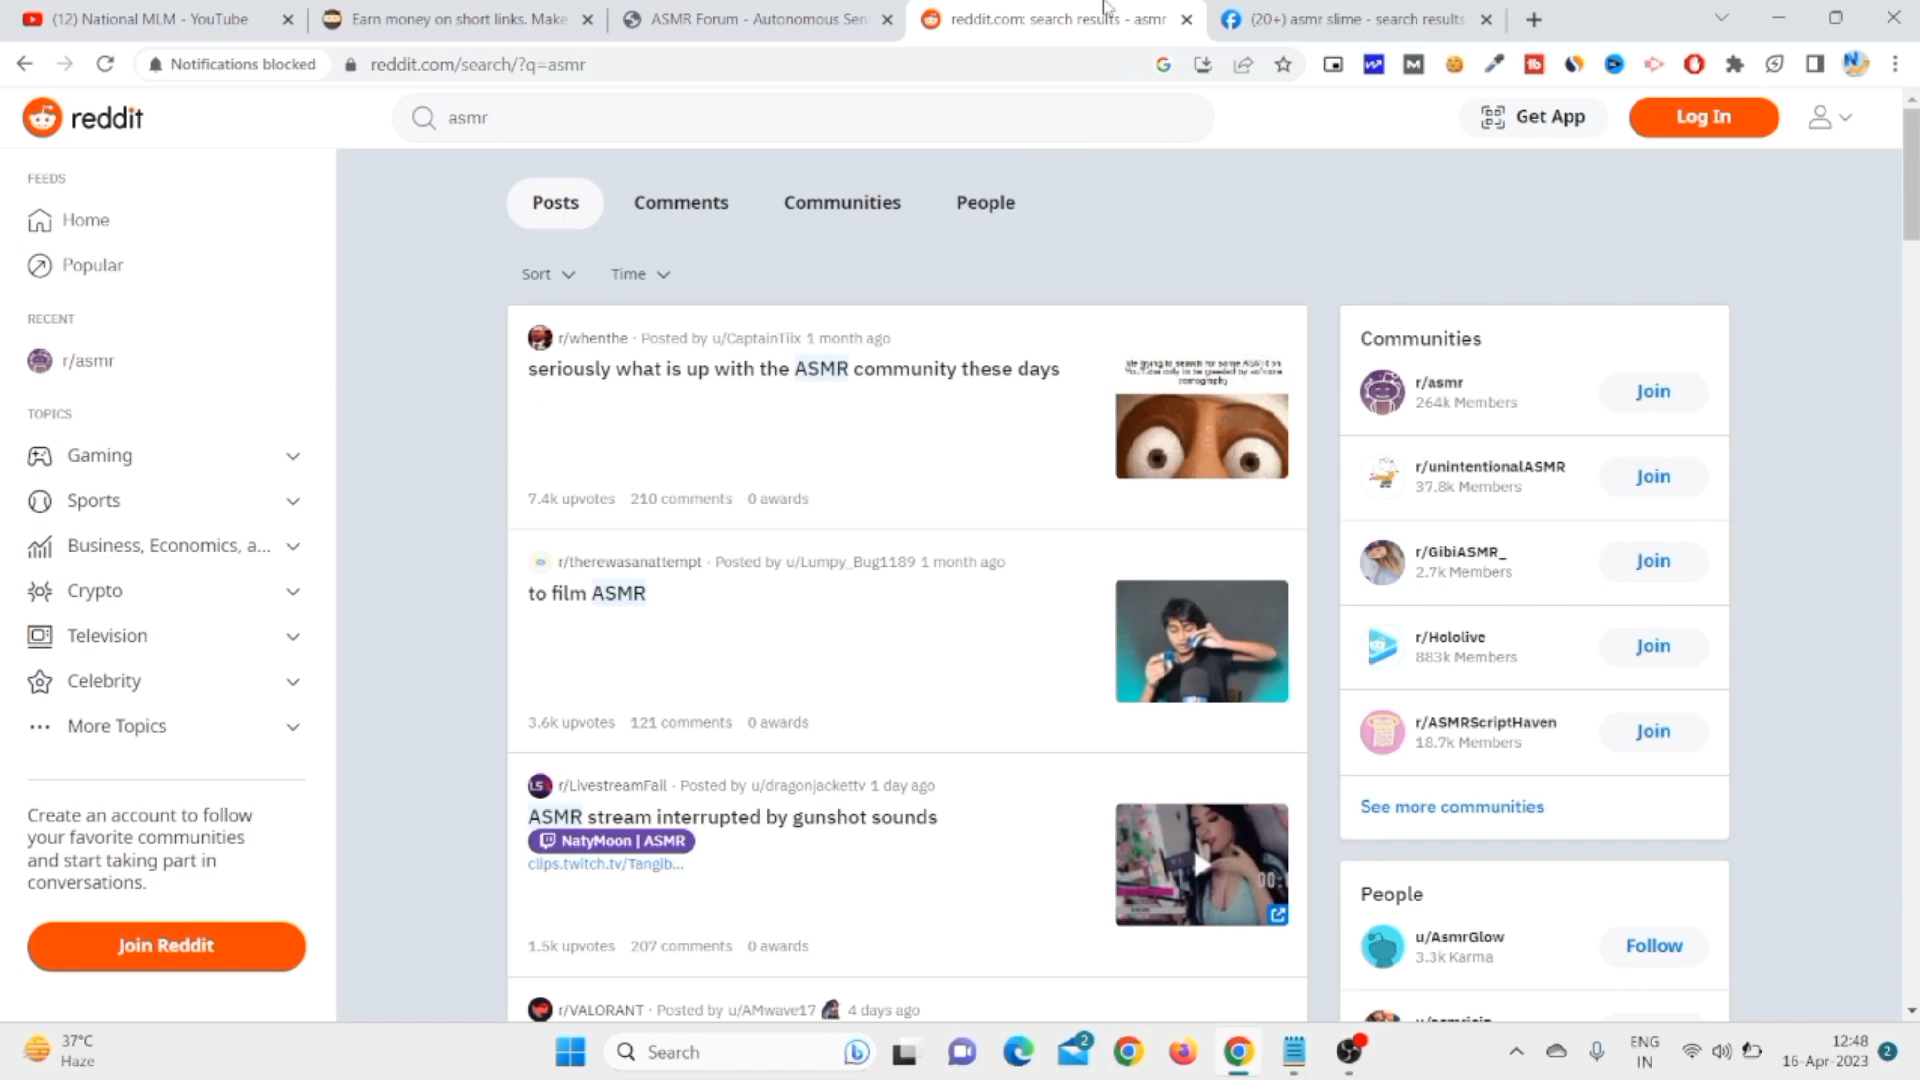 (12) National MLM - YouTube
Earn money on short links. Make
ASMR Forum - Autonomous Sen
reddit.com: search results - asmr
(20+) asmr slime - search results
Notifications blocked
reddit.com/search/?q=asmr
reddit
asmr
Get App
Log In
FEEDS
Home
Popular
RECENT
r/asmr
TOPICS
Gaming
Sports
Business, Economics, a...
Crypto
Television
Celebrity
More Topics
Create an account to follow
your favorite communities
and start taking part in
conversations.
Join Reddit
Posts
Comments
Communities
People
Sort
Time
r/whenthe · Posted by u/CaptainTiix 1 month ago
seriously what is up with the ASMR community these days
7.4k upvotes 210 comments 0 awards
r/therewasanattempt · Posted by u/Lumpy_Bug1189 1 month ago
to film ASMR
3.6k upvotes 121 comments 0 awards
r/LivestreamFail · Posted by u/dragonjackettv 1 day ago
ASMR stream interrupted by gunshot sounds
NatyMoon | ASMR
clips.twitch.tv/Tangib...
1.5k upvotes 207 comments 0 awards
r/VALORANT · Posted by u/AMwave17 4 days ago
Communities
r/asmr
264k Members
Join
r/unintentionalASMR
37.8k Members
Join
r/GibiASMR_
2.7k Members
Join
r/Hololive
883k Members
Join
r/ASMRScriptHaven
18.7k Members
Join
See more communities
People
u/AsmrGlow
3.3k Karma
Follow
37°C
Haze
Search
2
ENG
IN
12:48
16-Apr-2023
2